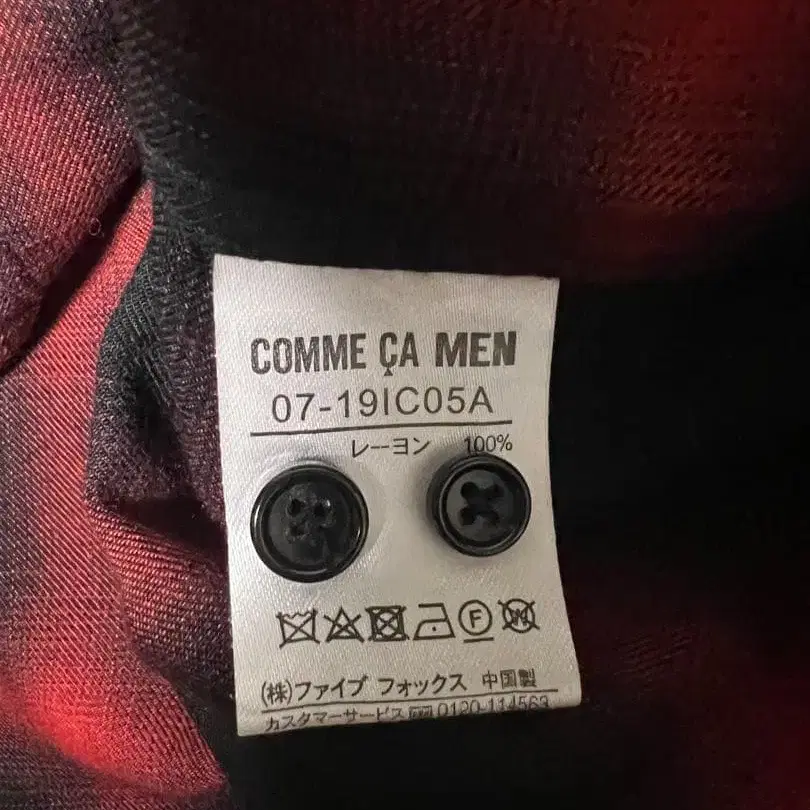 COMME ÇA MEN
07-19IC05A
レーヨン 100%
F W
(株)ファイブ フォックス 中国製
カスタマーサービス 0120-114563